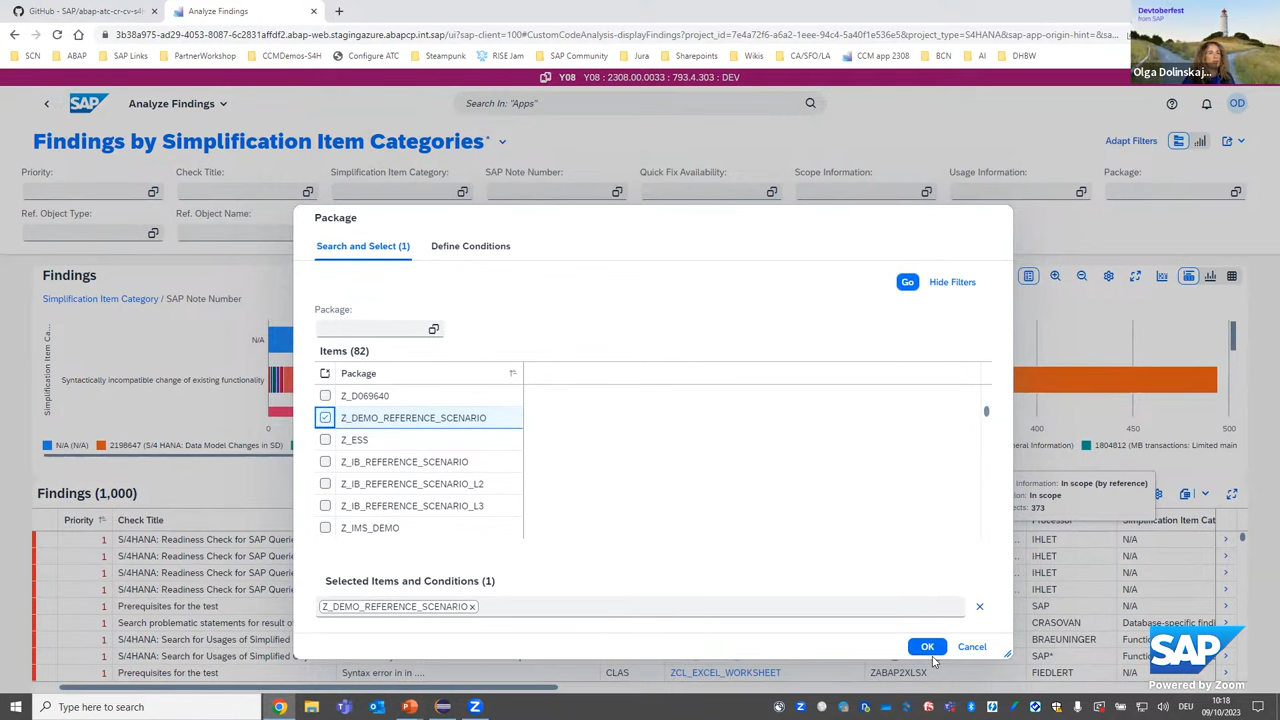 GitHub - SAP/abap-atc-cr-cv-s4h
Analyze Findings
3b38a975-ad29-4053-8087-6c2831affdf2.abap-web.stagingazure.abapcp.int.sap/ui?sap-client=100#CustomCodeAnalysis-displayFindings?project_id=7e4a72f6-a6a2-1eee-94c4-5a40f1e536e5&project_type=S4HANA&sap-app-origin-hint=&sa...
SCN ABAP SAP Links PartnerWorkshop CCMDemos-S4H Configure ATC RISE Jam SAP Community Jura Sharepoints Wikis CA/SFO/LA CCM app 2308 BCN AI DHBW
Devtoberfest
from SAP
Olga Dolinskaj...
Y08 Y08 : 2308.00.0033 : 793.4.303 : DEV
SAP Analyze Findings Search In: "Apps" OD
Findings by Simplification Item Categories*
Adapt Filters
Priority: Check Title: Simplification Item Category: SAP Note Number: Quick Fix Availability: Scope Information: Usage Information: Package:
Ref. Object Type: Ref. Object Name:
Package
Search and Select (1) Define Conditions
Go Hide Filters
Package:
Items (82)
Package
Z_D069640
Z_DEMO_REFERENCE_SCENARIO
Z_ESS
Z_IB_REFERENCE_SCENARIO
Z_IB_REFERENCE_SCENARIO_L2
Z_IB_REFERENCE_SCENARIO_L3
Z_IMS_DEMO
Selected Items and Conditions (1)
Z_DEMO_REFERENCE_SCENARIO
OK Cancel
Findings
Simplification Item Category / SAP Note Number
Simplification Item Ca...
N/A
Syntactically incompatible change of existing functionality
0 400 450 500
N/A (N/A) 2198647 (S/4 HANA: Data Model Changes in SD) eneral Information) 1804812 (MB transactions: Limited main
Information: In scope (by reference)
on: In scope
ects: 373
Findings (1,000)
Priority Check Title Processor Simplification Item Cat
1 S/4HANA: Readiness Check for SAP Querie IHLET N/A
1 S/4HANA: Readiness Check for SAP Querie IHLET N/A
1 S/4HANA: Readiness Check for SAP Querie IHLET N/A
1 S/4HANA: Readiness Check for SAP Querie IHLET N/A
1 Prerequisites for the test SAP N/A
1 Search problematic statements for result of CRASOVAN Database-specific findi
1 S/4HANA: Search for Usages of Simplified BRAEUNINGER Functio
1 S/4HANA: Search for Usages of Simplified SAP* Functi
1 Prerequisites for the test Syntax error in in .... CLAS ZCL_EXCEL_WORKSHEET ZABAP2XLSX FIEDLERT N/A
SAP
Powered by Zoom
Type here to search
DEU
10:18
09/10/2023